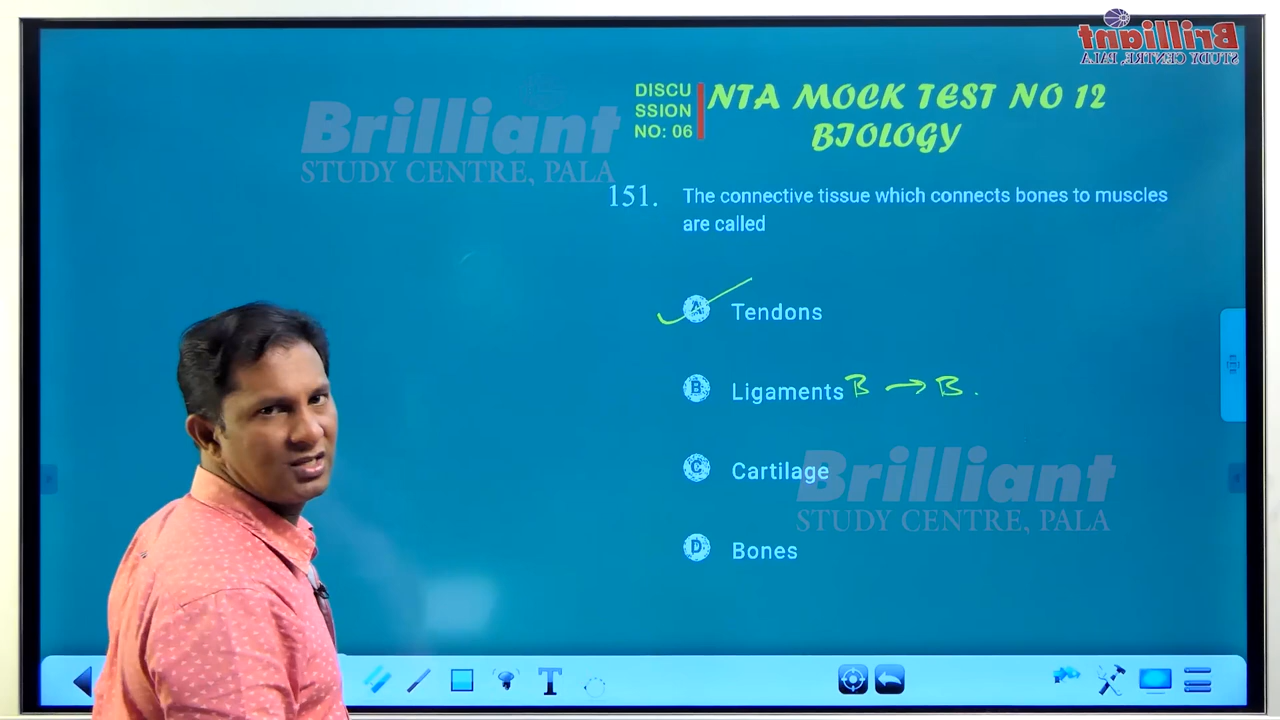 Brilliant
STUDY CENTRE, PALA
Brilliant
STUDY CENTRE, PALA
DISCU
SSION
NO: 06
NTA MOCK TEST NO 12
BIOLOGY
151. The connective tissue which connects bones to muscles
are called
A Tendons
B Ligaments B → B.
C Cartilage
Brilliant
STUDY CENTRE, PALA
D Bones
T